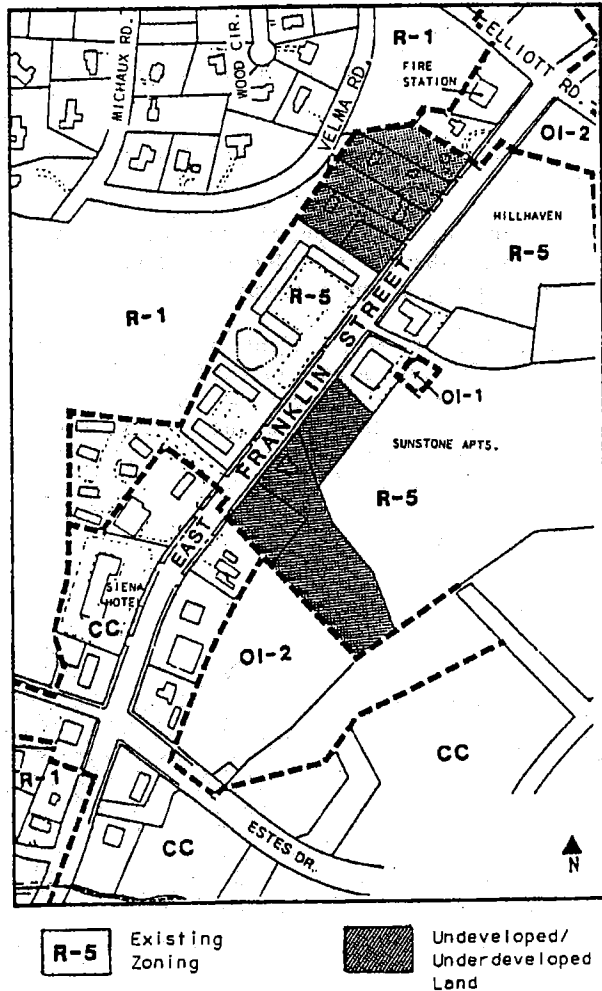 R-1
ELLIOTT RD.
MICHAUX RD.
WOOD CIR.
VELMA RD.
FIRE
STATION
OI-2
HILLHAVEN
R-5
R-5
R-1
EAST FRANKLIN STREET
OI-1
SUNSTONE APTS.
R-5
SIENA
HOTEL
CC
OI-2
CC
R-1
CC
ESTES DR.
N
R-5
Existing
Zoning
Undeveloped/
Underdeveloped
Land